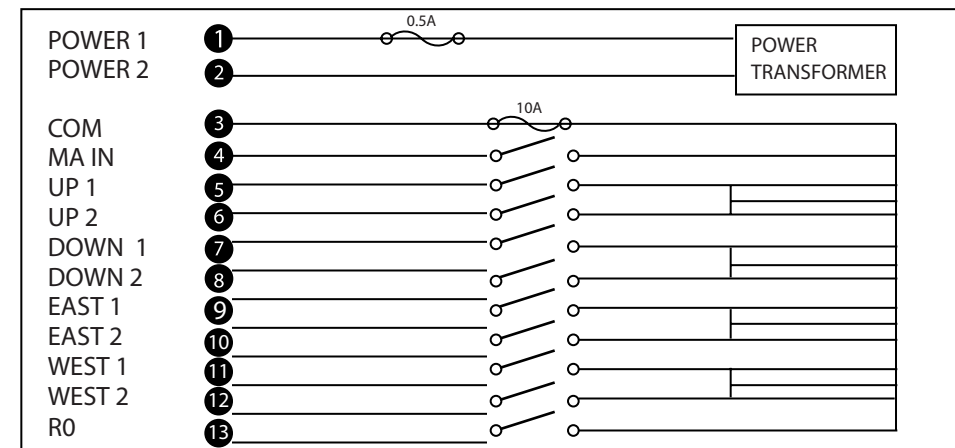 POWER 1 1 0.5A POWER
POWER 2 2 TRANSFORMER
COM 3 10A
MA IN 4
UP 1 5
UP 2 6
DOWN 1 7
DOWN 2 8
EAST 1 9
EAST 2 10
WEST 1 11
WEST 2 12
R0 13